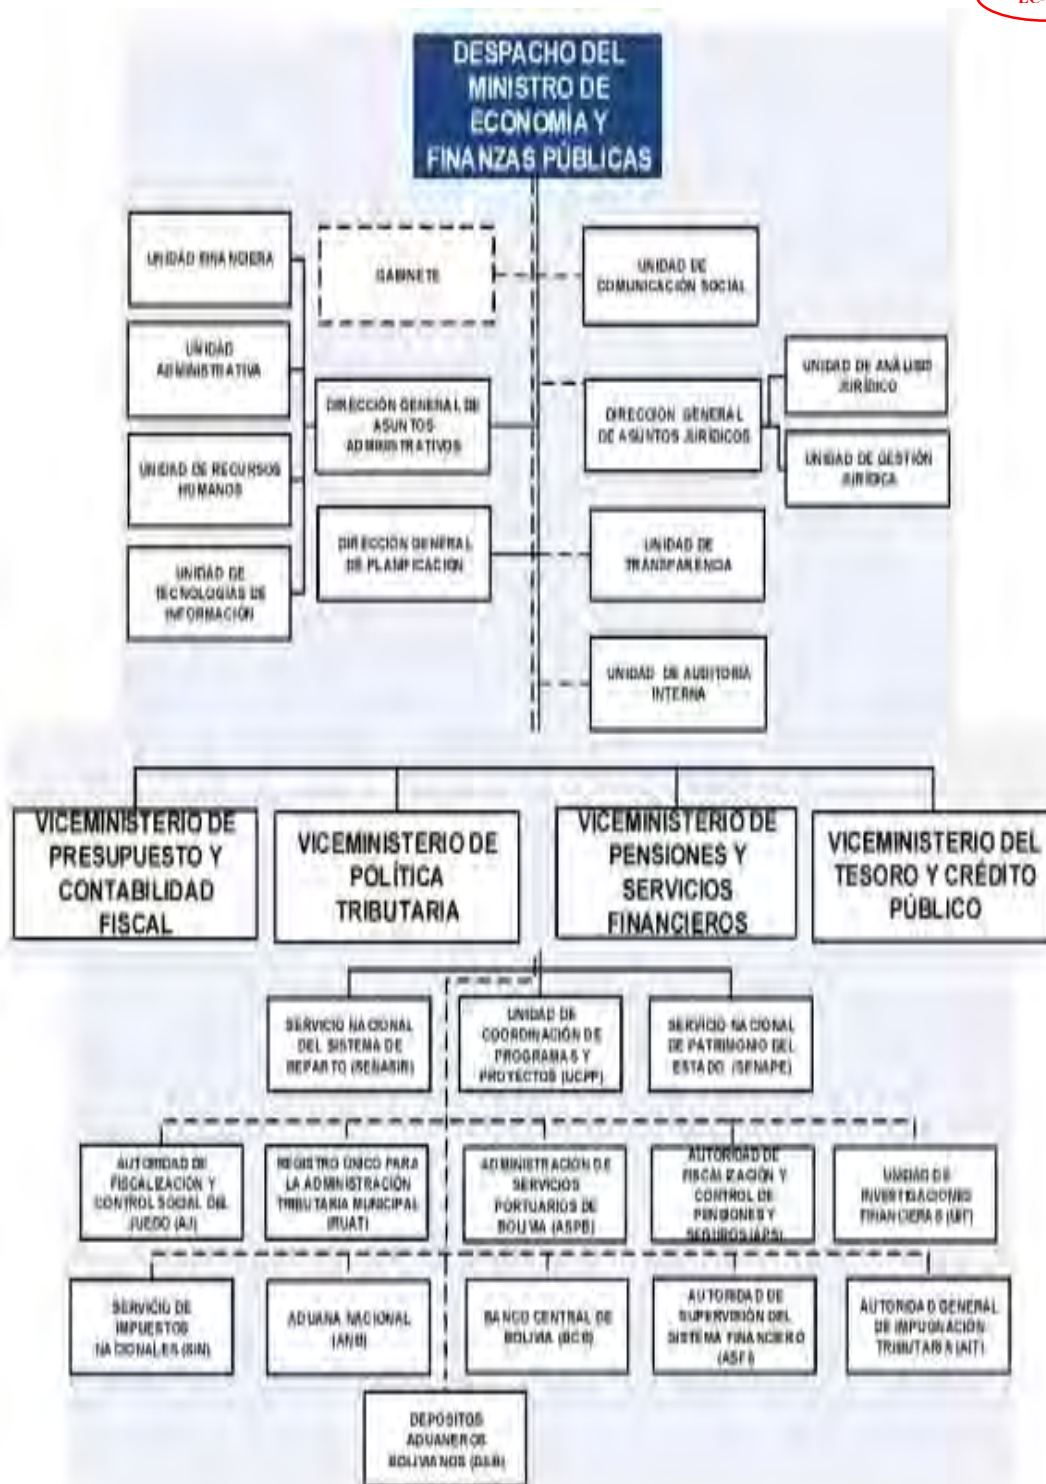 DESPACHO DEL
MINISTRO DE
ECONOMÍA Y
FINANZAS PÚBLICAS
UNIDAD FINANCIERA
GABINETE
UNIDAD DE
COMUNICACIÓN SOCIAL
UNIDAD
ADMINISTRATIVA
DIRECCIÓN GENERAL DE
ASUNTOS
ADMINISTRATIVOS
DIRECCIÓN GENERAL
DE ASUNTOS JURÍDICOS
UNIDAD DE ANÁLISIS
JURÍDICO
UNIDAD DE GESTIÓN
JURÍDICA
UNIDAD DE RECURSOS
HUMANOS
DIRECCIÓN GENERAL
DE PLANIFICACIÓN
UNIDAD DE
TRANSPARENCIA
UNIDAD DE
TECNOLOGÍAS DE
INFORMACIÓN
UNIDAD DE AUDITORÍA
INTERNA
VICEMINISTERIO DE
PRESUPUESTO Y
CONTABILIDAD
FISCAL
VICEMINISTERIO DE
POLÍTICA
TRIBUTARIA
VICEMINISTERIO DE
PENSIONES Y
SERVICIOS
FINANCIEROS
VICEMINISTERIO DEL
TESORO Y CRÉDITO
PÚBLICO
SERVICIO NACIONAL
DEL SISTEMA DE
REPARTO (SENASIR)
UNIDAD DE
COORDINACIÓN DE
PROGRAMAS Y
PROYECTOS (UCPP)
SERVICIO NACIONAL
DE PATRIMONIO DEL
ESTADO (SENAPE)
AUTORIDAD DE
FISCALIZACIÓN Y
CONTROL SOCIAL DEL
JUEGO (AJ)
REGISTRO ÚNICO PARA
LA ADMINISTRACIÓN
TRIBUTARIA MUNICIPAL
(RUAT)
ADMINISTRACIÓN DE
SERVICIOS
PORTUARIOS DE
BOLIVIA (ASPB)
AUTORIDAD DE
FISCALIZACIÓN Y
CONTROL DE
PENSIONES Y
SEGUROS (APS)
UNIDAD DE
INVESTIGACIONES
FINANCIERAS (UIF)
SERVICIO DE
IMPUESTOS
NACIONALES (SIN)
ADUANA NACIONAL
(ANB)
BANCO CENTRAL DE
BOLIVIA (BCB)
AUTORIDAD DE
SUPERVISIÓN DEL
SISTEMA FINANCIERO
(ASFI)
AUTORIDAD GENERAL
DE IMPUGNACIÓN
TRIBUTARIA (AIT)
DEPÓSITOS
ADUANEROS
BOLIVIANOS (DAB)